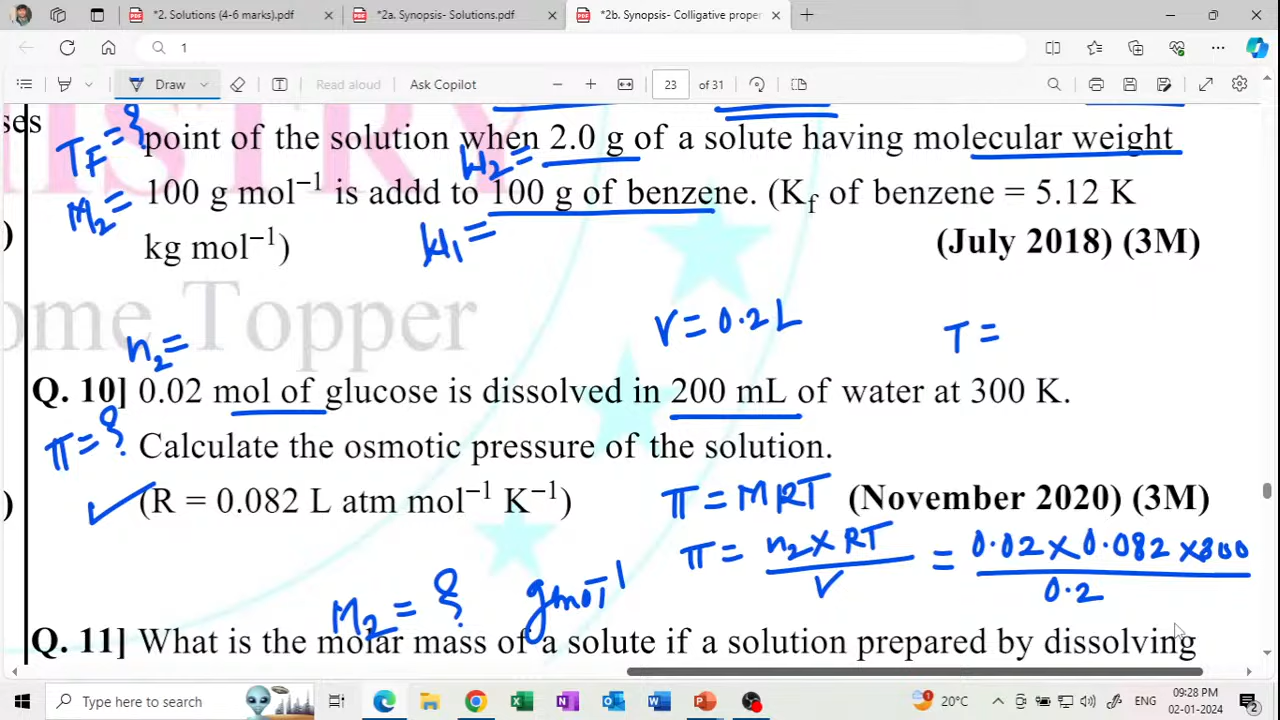 *2. Solutions (4-6 marks).pdf
*2a. Synopsis- Solutions.pdf
*2b. Synopsis- Colligative proper
1
Draw
Read aloud
Ask Copilot
23 of 31
ses
TF = ?
point of the solution when 2.0 g of a solute having molecular weight
W2 =
M2 =
100 g mol⁻¹ is addd to 100 g of benzene. (Kf of benzene = 5.12 K
)
kg mol⁻¹)
W1 =
(July 2018) (3M)
ome Topper
n2 =
V = 0.2 L
T =
Q. 10] 0.02 mol of glucose is dissolved in 200 mL of water at 300 K.
π = ?
Calculate the osmotic pressure of the solution.
)
✓ (R = 0.082 L atm mol⁻¹ K⁻¹)
π = MRT
(November 2020) (3M)
π = n2 × RT / V = 0.02 × 0.082 × 300 / 0.2
M2 = ? g mol⁻¹
Q. 11] What is the molar mass of a solute if a solution prepared by dissolving
Type here to search
1
20°C
ENG
09:28 PM
02-01-2024
2